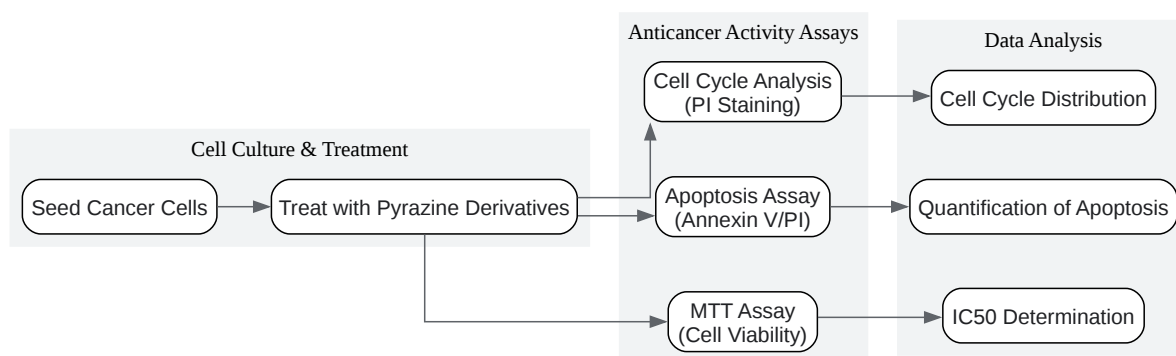 Cell Culture & Treatment
Seed Cancer Cells
Treat with Pyrazine Derivatives
Anticancer Activity Assays
Cell Cycle Analysis
(PI Staining)
Apoptosis Assay
(Annexin V/PI)
MTT Assay
(Cell Viability)
Data Analysis
Cell Cycle Distribution
Quantification of Apoptosis
IC50 Determination